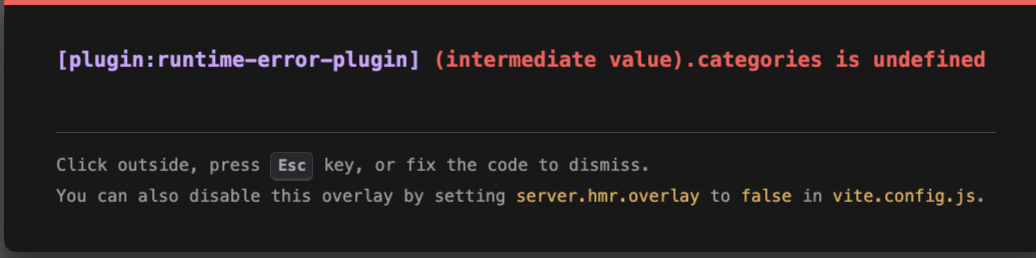 [plugin:runtime-error-plugin] (intermediate value).categories is undefined
Click outside, press Esc key, or fix the code to dismiss.
You can also disable this overlay by setting server.hmr.overlay to false in vite.config.js.